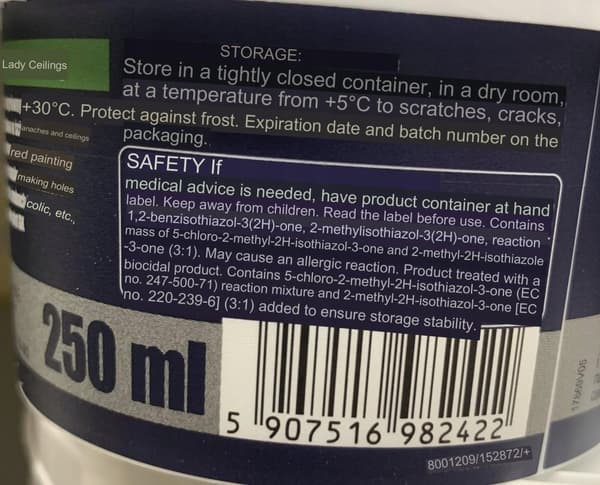 Lady Ceilings
STORAGE:
Store in a tightly closed container, in a dry room,
at a temperature from +5°C to scratches, cracks,
+30°C. Protect against frost. Expiration date and batch number on the
packaging.
and ceilings
red painting
making holes
colic, etc.,
SAFETY If
medical advice is needed, have product container at hand
label. Keep away from children. Read the label before use. Contains
1,2-benzisothiazol-3(2H)-one, 2-methylisothiazol-3(2H)-one, reaction
mass of 5-chloro-2-methyl-2H-isothiazol-3-one and 2-methyl-2H-isothiazole
-3-one (3:1). May cause an allergic reaction. Product treated with a
biocidal product. Contains 5-chloro-2-methyl-2H-isothiazol-3-one (EC
no. 247-500-71) reaction mixture and 2-methyl-2H-isothiazol-3-one [EC
no. 220-239-6] (3:1) added to ensure storage stability.
250 ml
5 907516 982422
8001209/152872/+